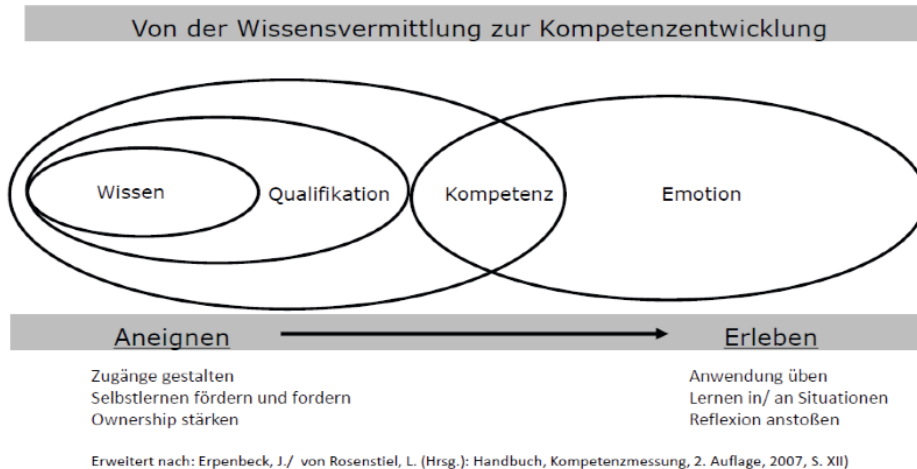 Von der Wissensvermittlung zur Kompetenzentwicklung
Wissen Qualifikation Kompetenz Emotion
Aneignen Erleben
Zugänge gestalten Anwendung üben
Selbstlernen fördern und fordern Lernen in/ an Situationen
Ownership stärken Reflexion anstoßen
Erweitert nach: Erpenbeck, J./ von Rosenstiel, L. (Hrsg.): Handbuch, Kompetenzmessung, 2. Auflage, 2007, S. XII)